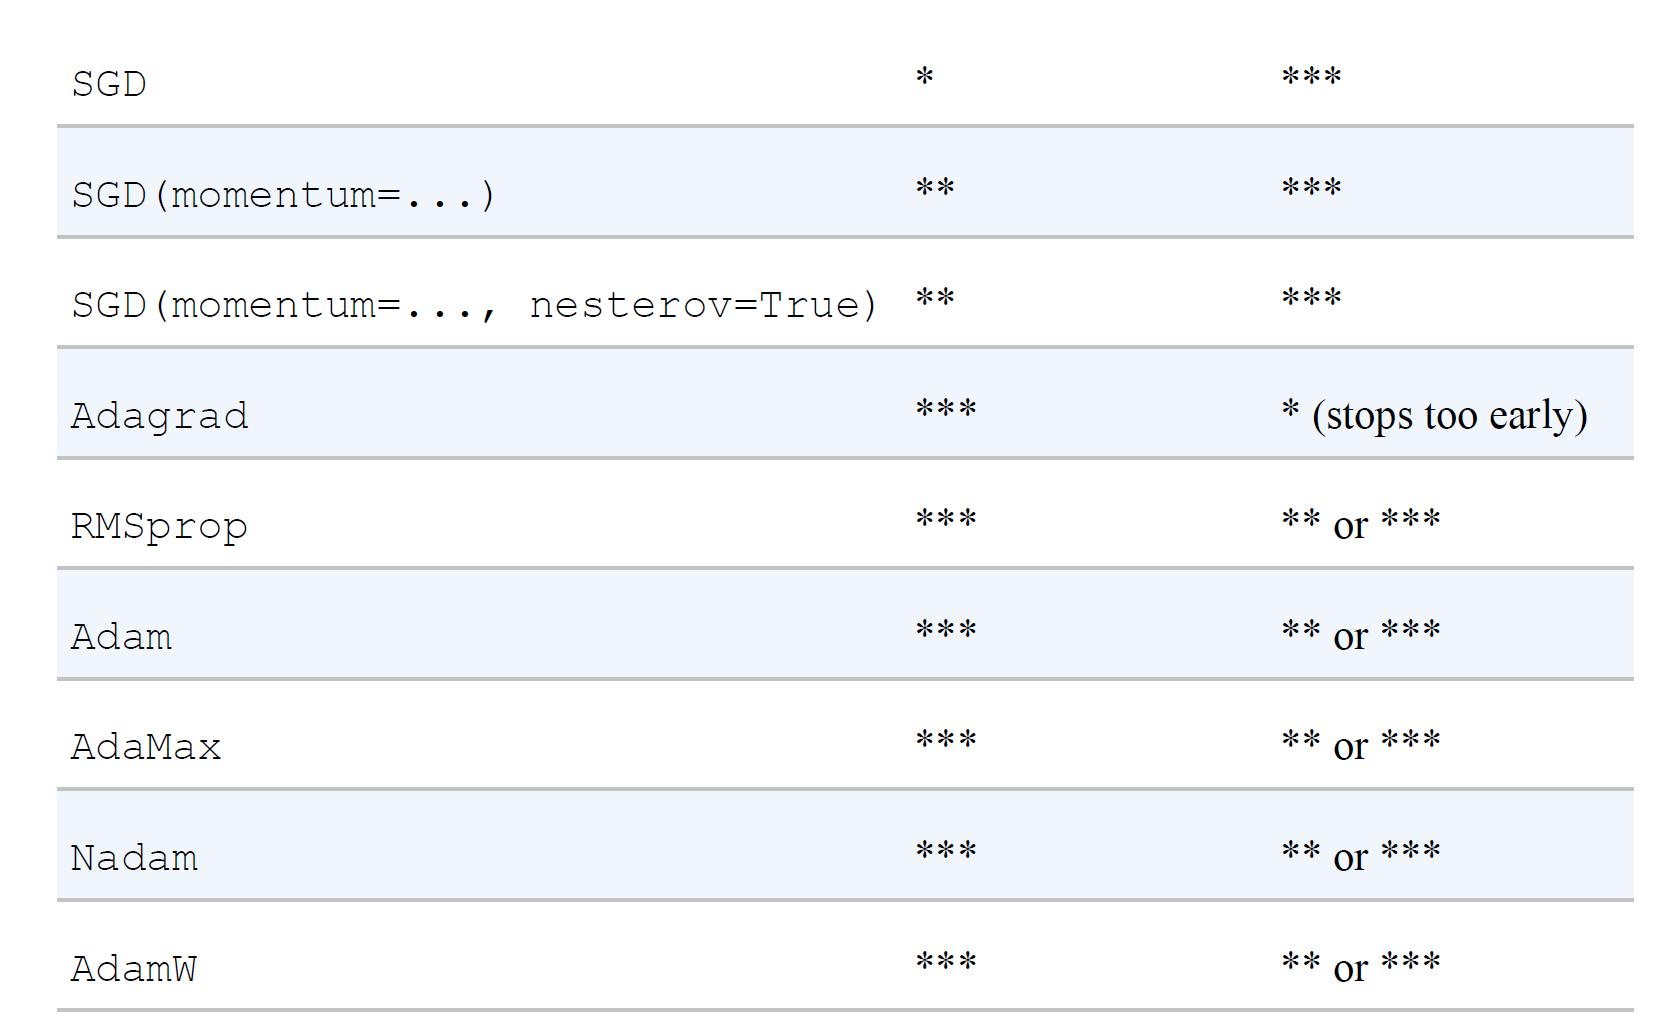 SGD * ***
SGD(momentum=...) ** ***
SGD(momentum=..., nesterov=True) ** ***
Adagrad *** * (stops too early)
RMSprop *** ** or ***
Adam *** ** or ***
AdaMax *** ** or ***
Nadam *** ** or ***
AdamW *** ** or ***